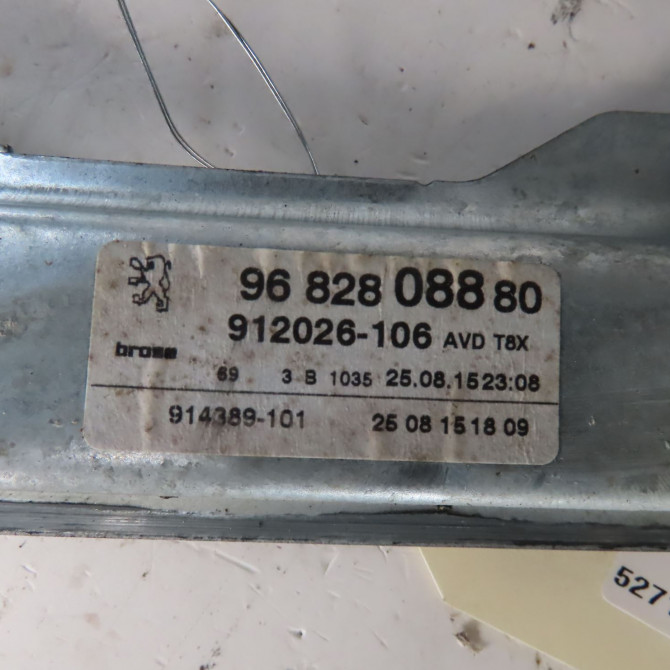 96 828 088 80
912026-106 AVD T8X
brose
69 3 B 1035 25.08.15 23:08
914389-101 25 08 15 18 09
527